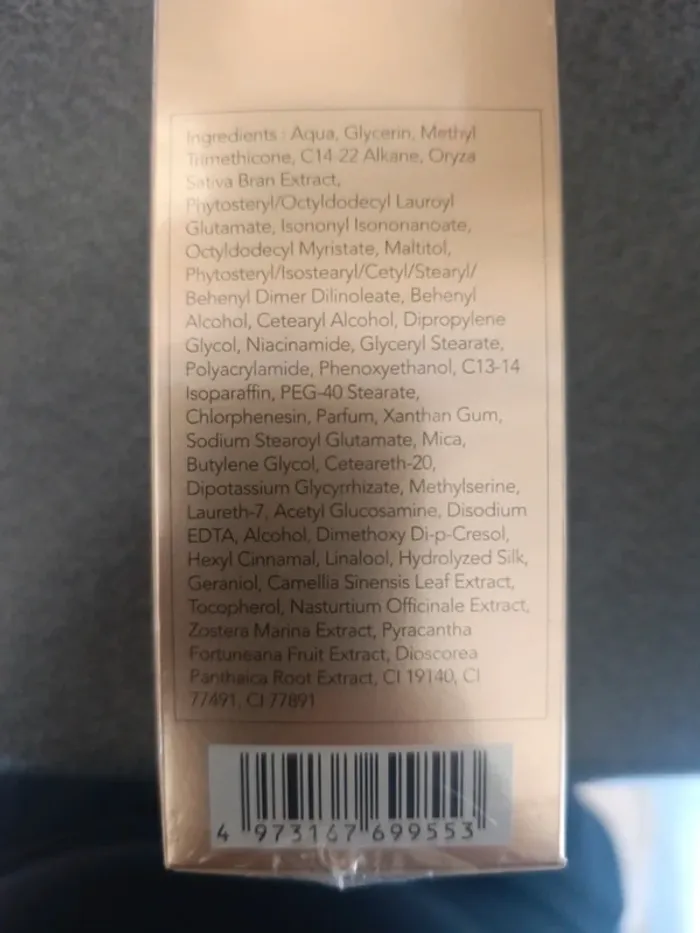 Ingredients : Aqua, Glycerin, Methyl
Trimethicone, C14-22 Alkane, Oryza
Sativa Bran Extract,
Phytosteryl/Octyldodecyl Lauroyl
Glutamate, Isononyl Isononanoate,
Octyldodecyl Myristate, Maltitol,
Phytosteryl/Isostearyl/Cetyl/Stearyl/
Behenyl Dimer Dilinoleate, Behenyl
Alcohol, Cetearyl Alcohol, Dipropylene
Glycol, Niacinamide, Glyceryl Stearate,
Polyacrylamide, Phenoxyethanol, C13-14
Isoparaffin, PEG-40 Stearate,
Chlorphenesin, Parfum, Xanthan Gum,
Sodium Stearoyl Glutamate, Mica,
Butylene Glycol, Ceteareth-20,
Dipotassium Glycyrrhizate, Methylserine,
Laureth-7, Acetyl Glucosamine, Disodium
EDTA, Alcohol, Dimethoxy Di-p-Cresol,
Hexyl Cinnamal, Linalool, Hydrolyzed Silk,
Geraniol, Camellia Sinensis Leaf Extract,
Tocopherol, Nasturtium Officinale Extract,
Zostera Marina Extract, Pyracantha
Fortuneana Fruit Extract, Dioscorea
Panthaica Root Extract, CI 19140, CI
77491, CI 77891
4 973167 699553